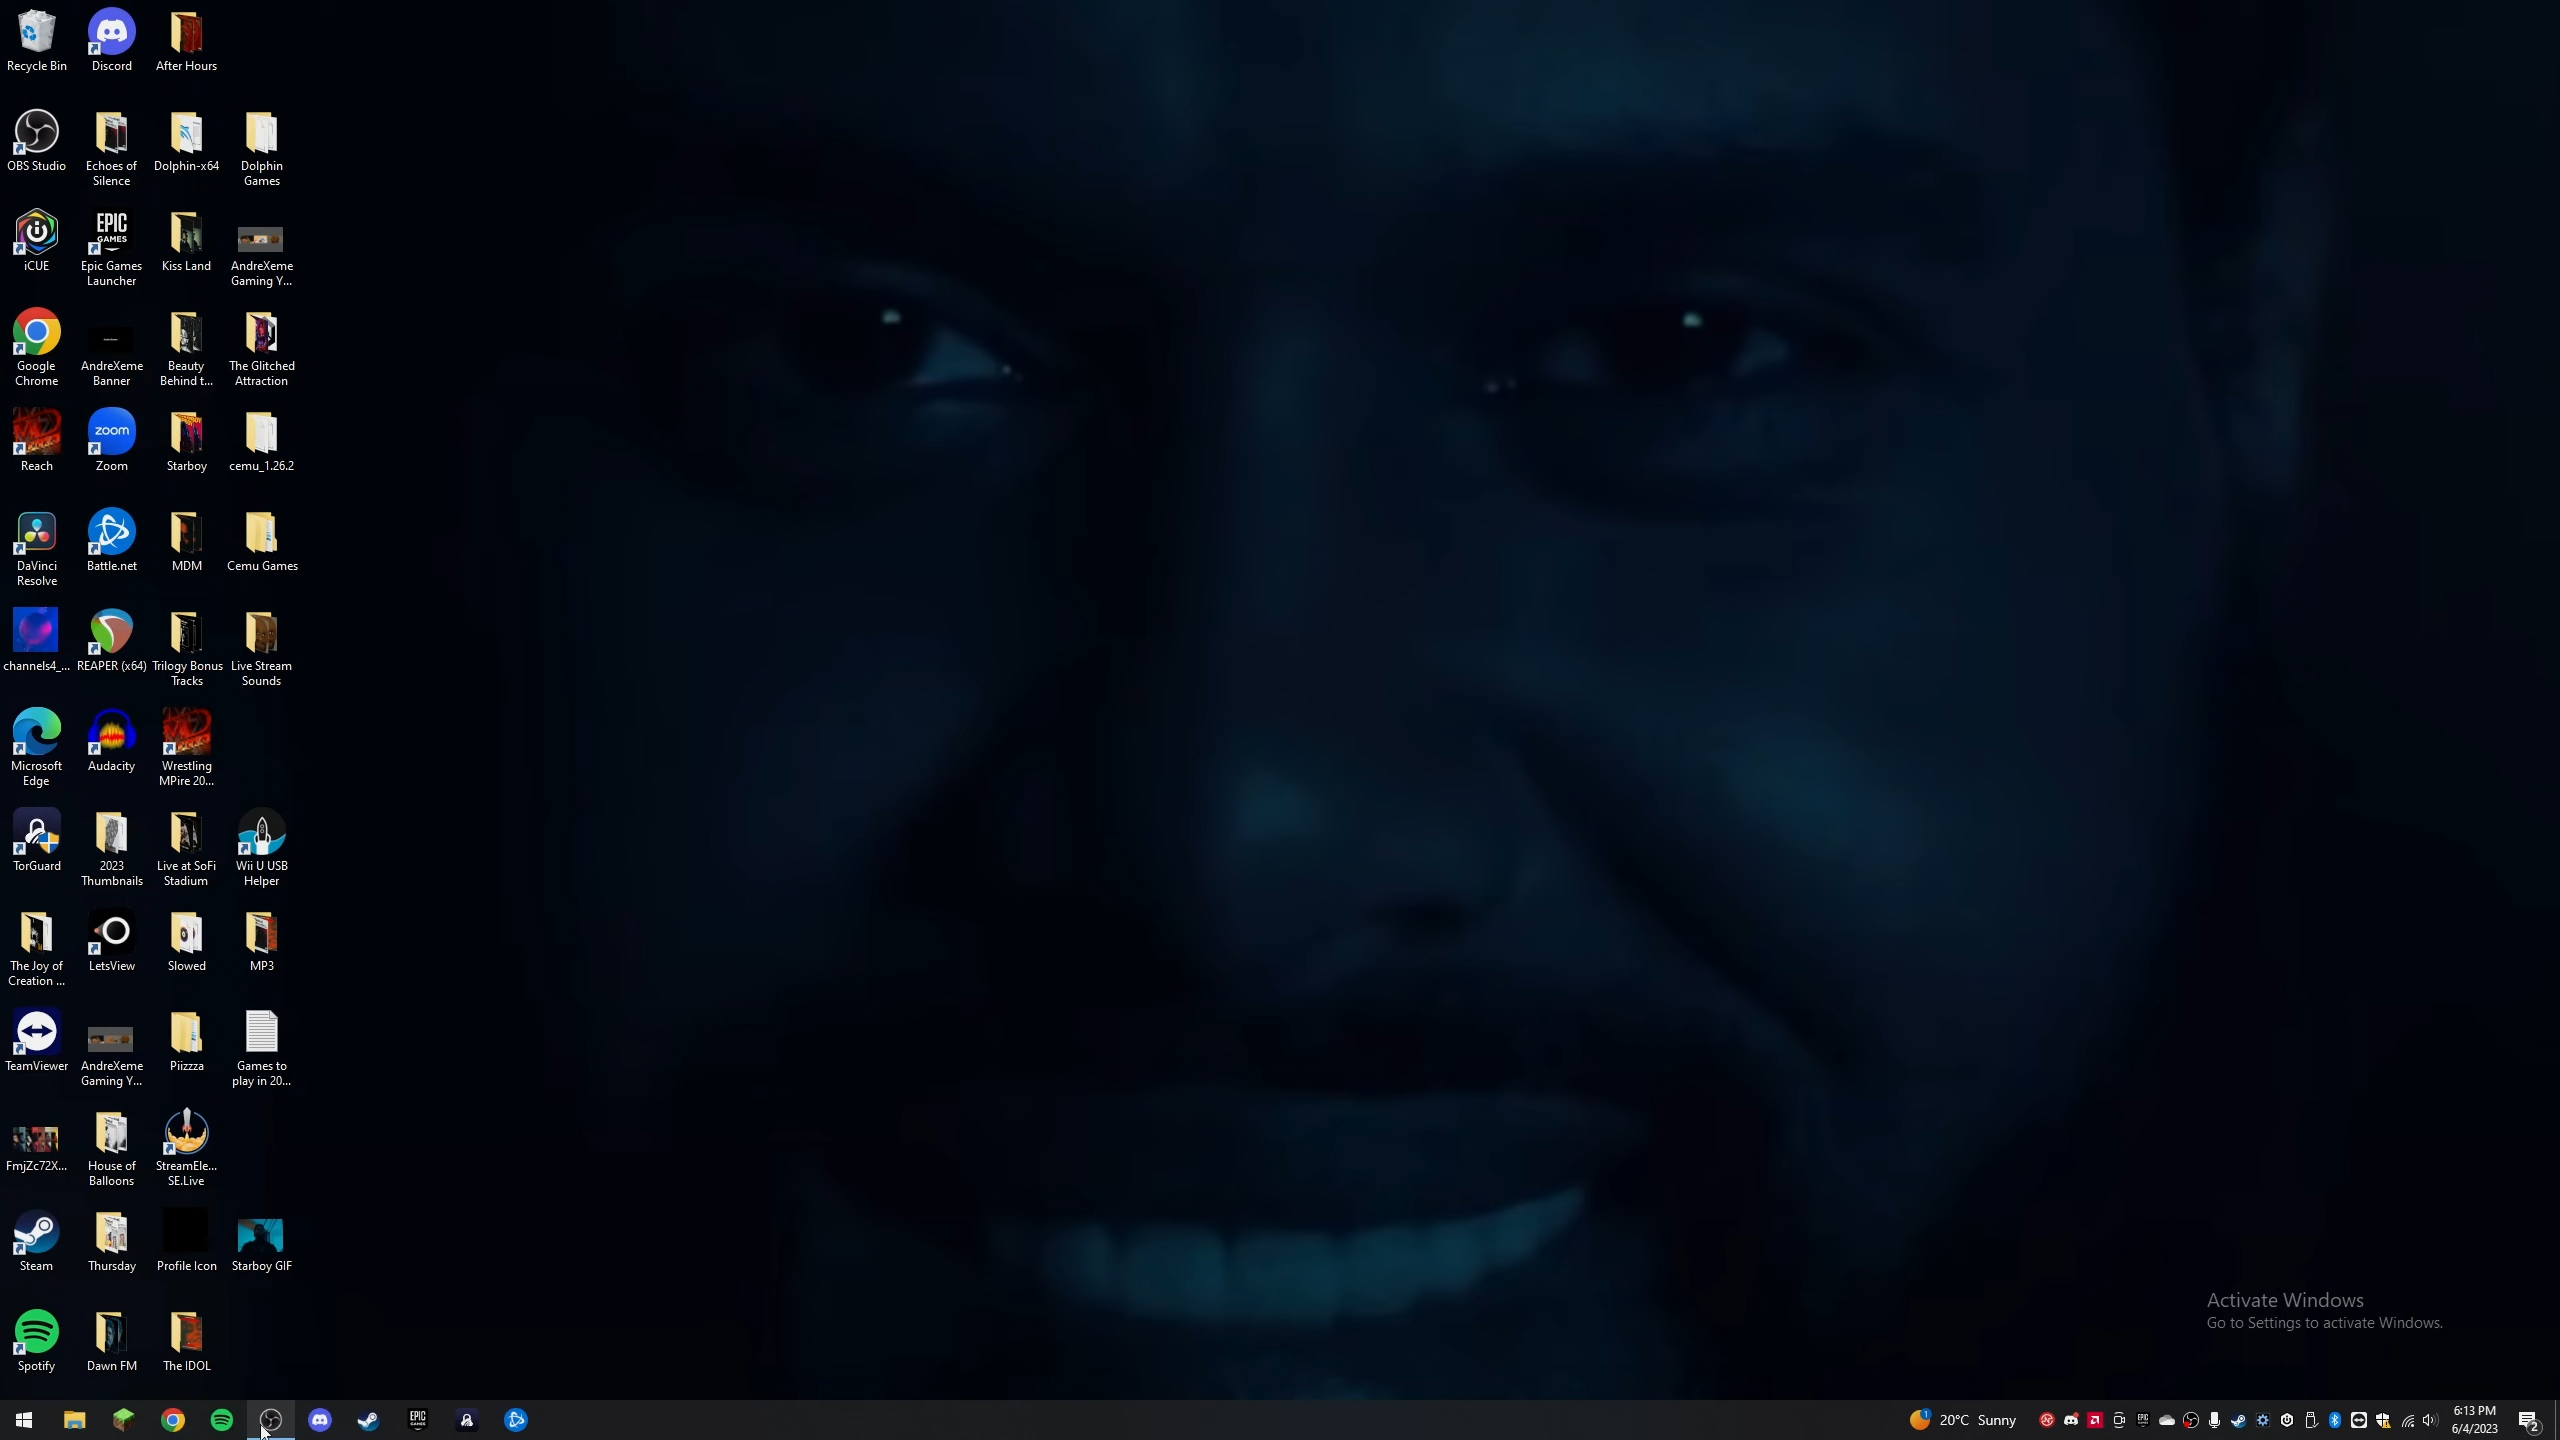 Recycle Bin
Discord
After Hours
OBS Studio
Echoes of
Silence
Dolphin-x64
Dolphin
Games
iCUE
EPIC
GAMES
Epic Games
Launcher
Kiss Land
AndreXeme
Gaming Y...
Google
Chrome
AndreXeme
Banner
Beauty
Behind t...
The Glitched
Attraction
Reach
zoom
Zoom
Starboy
cemu_1.26.2
DaVinci
Resolve
Battle.net
MDM
Cemu Games
channels4_...
REAPER (x64)
Trilogy Bonus
Tracks
Live Stream
Sounds
Microsoft
Edge
Audacity
Wrestling
MPire 20...
TorGuard
2023
Thumbnails
Live at SoFi
Stadium
Wii U USB
Helper
The Joy of
Creation ...
LetsView
Slowed
MP3
TeamViewer
AndreXeme
Gaming Y...
Piizzza
Games to
play in 20...
FmjZc72X...
House of
Balloons
StreamEle...
SE.Live
Steam
Thursday
Profile Icon
Starboy GIF
Spotify
Dawn FM
The IDOL
Activate Windows
Go to Settings to activate Windows.
EPIC
GAMES
1
20°C Sunny
6:13 PM
6/4/2023
2